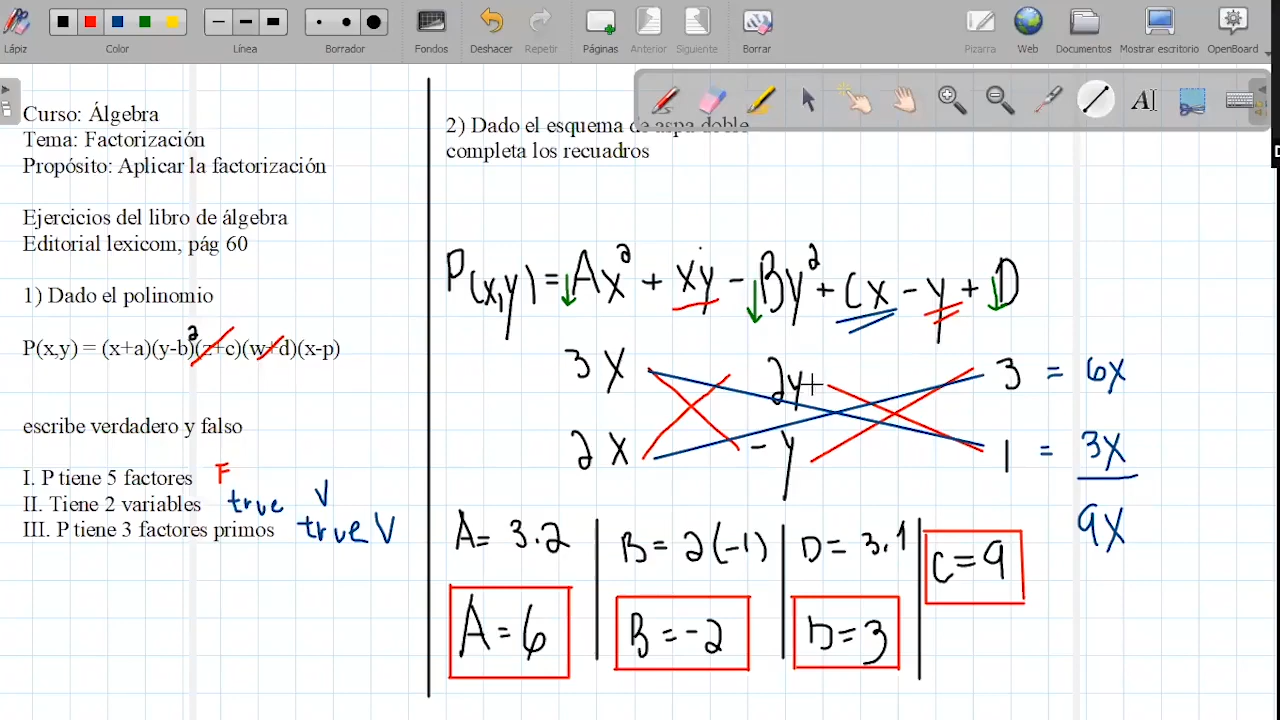 Lápiz Color Línea Borrador Fondos Deshacer Repetir Páginas Anterior Siguiente Borrar Pizarra Web Documentos Mostrar escritorio OpenBoard
Curso: Álgebra
Tema: Factorización
Propósito: Aplicar la factorización
Ejercicios del libro de álgebra
Editorial lexicom, pág 60
1) Dado el polinomio
P(x,y) = (x+a)(y-b)²(z+c)(w+d)(x-p)
escribe verdadero y falso
I. P tiene 5 factores F
II. Tiene 2 variables true V
III. P tiene 3 factores primos true V
2) Dado el esquema de aspa doble
completa los recuadros
P(x,y) = Ax² + xy - By² + Cx - y + D
3x 2y+ 3 = 6x
2x -y 1 = 3x
9x
A = 3.2 B = 2(-1) D = 3.1 C = 9
A = 6 B = -2 D = 3